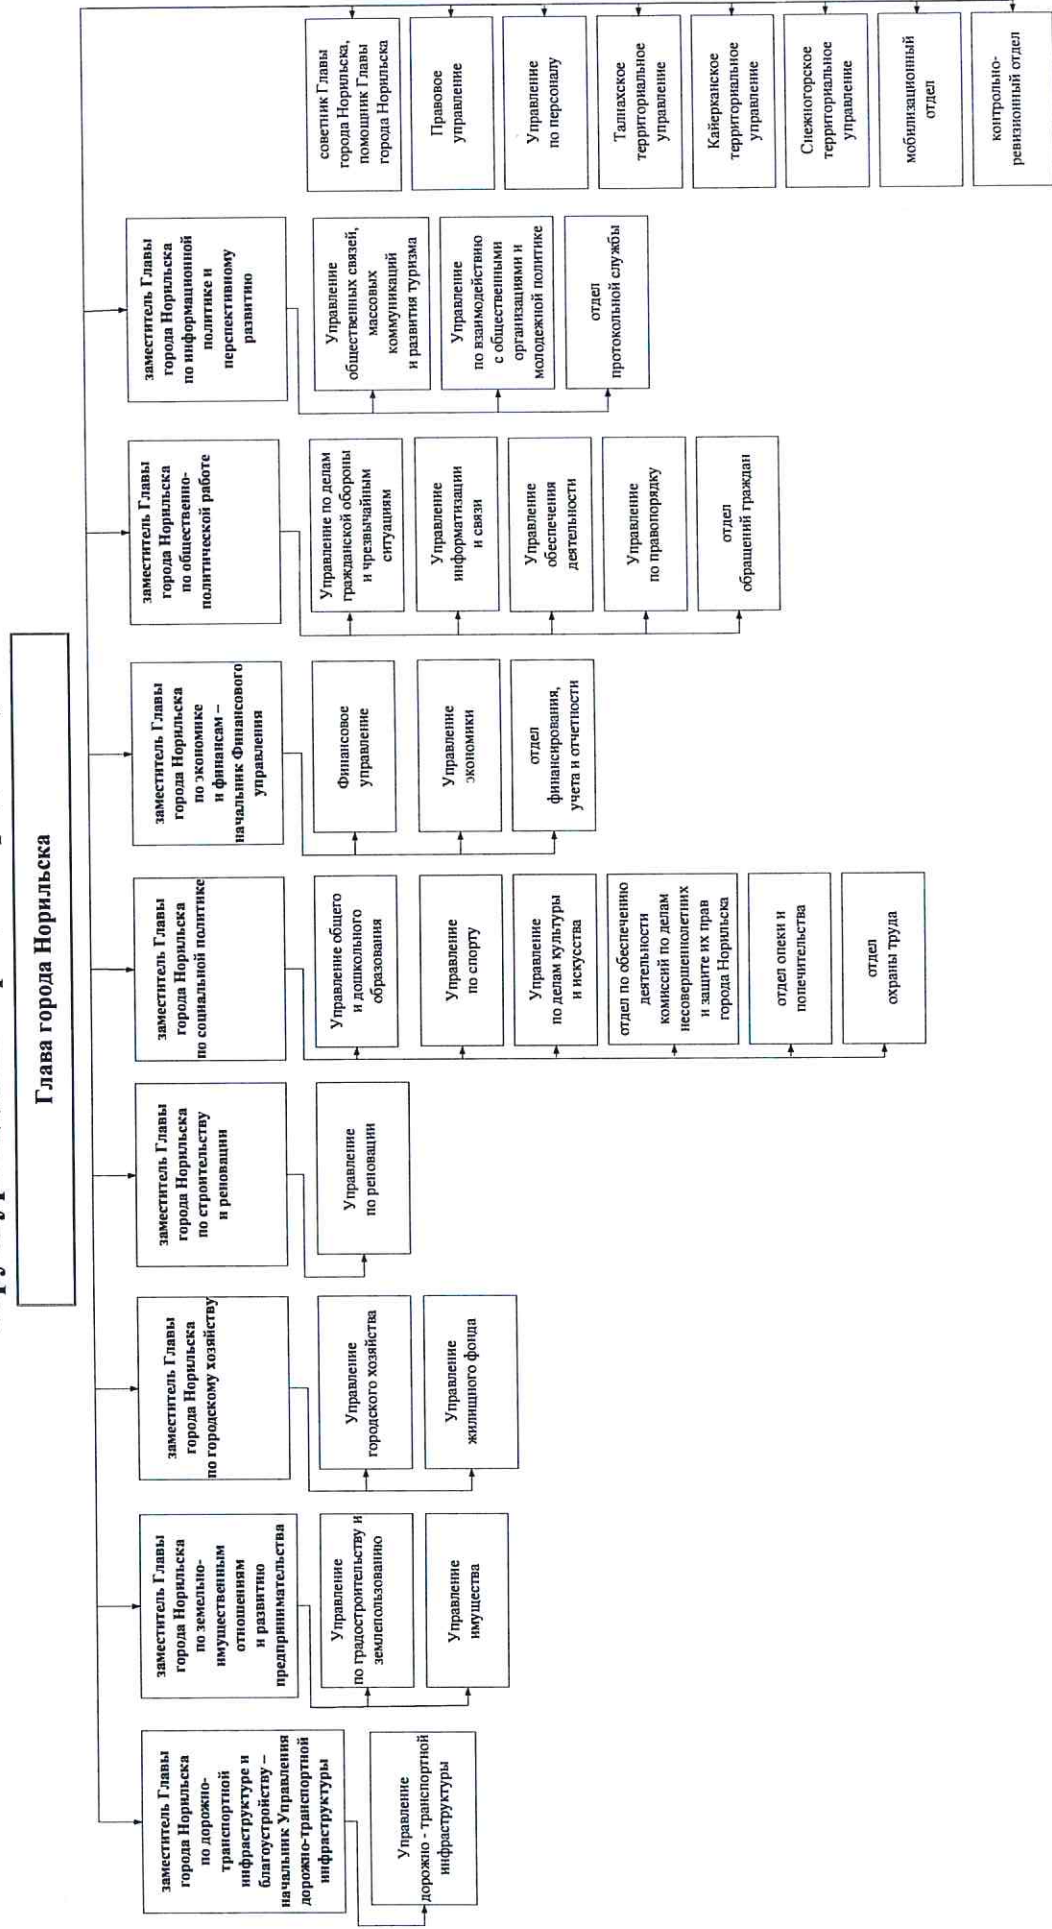 Глава города Норильска
заместитель Главы
города Норильска
по дорожно-
транспортной
инфраструктуре и
благоустройству –
начальник Управления
дорожно-транспортной
инфраструктуры
Управление
дорожно - транспортной
инфраструктуры
заместитель Главы
города Норильска
по земельно-
имущественным
отношениям
и развитию
предпринимательства
Управление
по градостроительству и
землепользованию
Управление
имущества
заместитель Главы
города Норильска
по городскому хозяйству
Управление
городского хозяйства
Управление
жилищного фонда
заместитель Главы
города Норильска
по строительству
и реновации
Управление
по реновации
заместитель Главы
города Норильска
по социальной политике
Управление общего
и дошкольного
образования
Управление
по спорту
Управление
по делам культуры
и искусства
отдел по обеспечению
деятельности
комиссий по делам
несовершеннолетних
и защите их прав
города Норильска
отдел опеки и
попечительства
отдел
охраны труда
заместитель Главы
города Норильска
по экономике
и финансам –
начальник Финансового
управления
Финансовое
управление
Управление
экономики
отдел
финансирования,
учета и отчетности
заместитель Главы
города Норильска
по общественно-
политической работе
Управление по делам
гражданской обороны
и чрезвычайным
ситуациям
Управление
информатизации
и связи
Управление
обеспечения
деятельности
Управление
по правопорядку
отдел
обращений граждан
заместитель Главы
города Норильска
по информационной
политике и
перспективному
развитию
Управление
общественных связей,
массовых
коммуникаций
и развития туризма
Управление
по взаимодействию
с общественными
организациями и
молодежной политике
отдел
протокольной службы
советник Главы
города Норильска,
помощник Главы
города Норильска
Правовое
управление
Управление
по персоналу
Талнахское
территориальное
управление
Кайерканское
территориальное
управление
Снежногорское
территориальное
управление
мобилизационный
отдел
контрольно-
ревизионный отдел